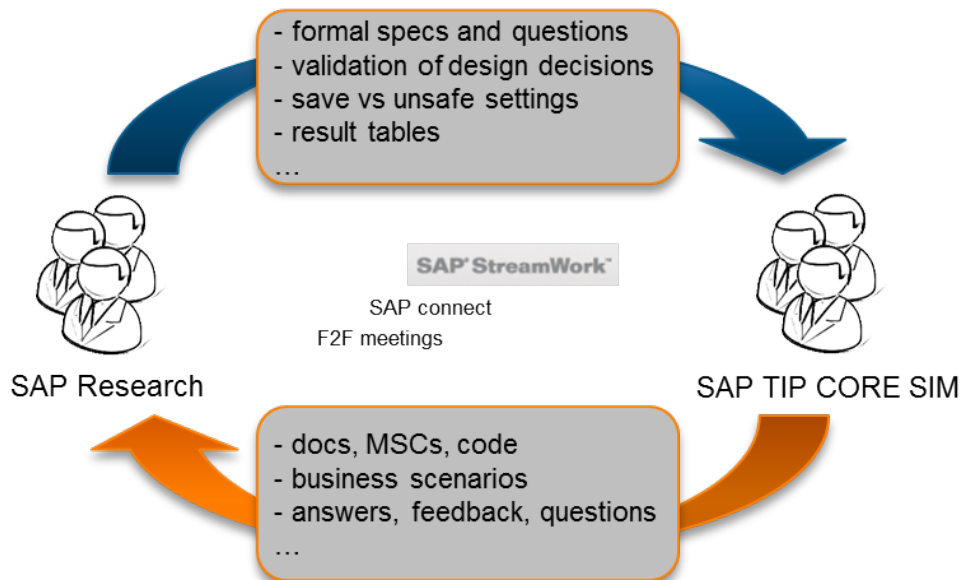 - formal specs and questions
- validation of design decisions
- save vs unsafe settings
- result tables
...
SAP StreamWork™
SAP connect
F2F meetings
SAP Research
SAP TIP CORE SIM
- docs, MSCs, code
- business scenarios
- answers, feedback, questions
...